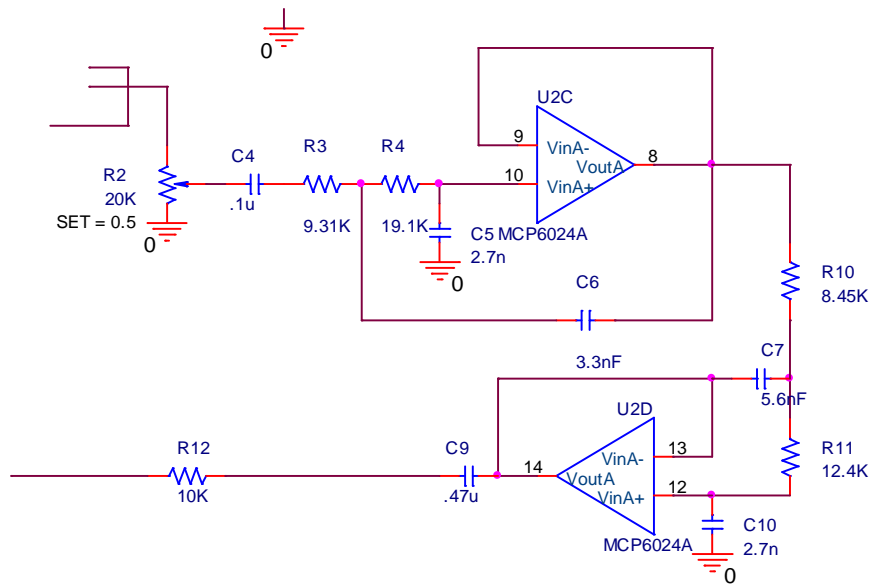 0
U2C
9
VinA-
VoutA
8
10
VinA+
MCP6024A
R2
20K
SET = 0.5
0
C4
.1u
R3
9.31K
R4
19.1K
C5
2.7n
0
C6
3.3nF
R10
8.45K
C7
5.6nF
U2D
13
VinA-
14
VoutA
12
VinA+
MCP6024A
R11
12.4K
R12
10K
C9
.47u
C10
2.7n
0